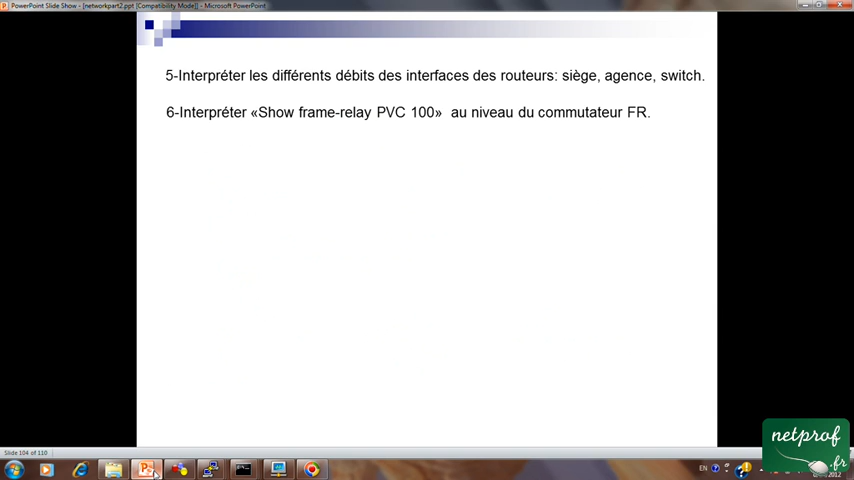 PowerPoint Slide Show - [networkpart2.ppt [Compatibility Mode]] - Microsoft PowerPoint
5-Interpréter les différents débits des interfaces des routeurs: siège, agence, switch.
6-Interpréter «Show frame-relay PVC 100» au niveau du commutateur FR.
netprof
.fr
Slide 104 of 110
EN